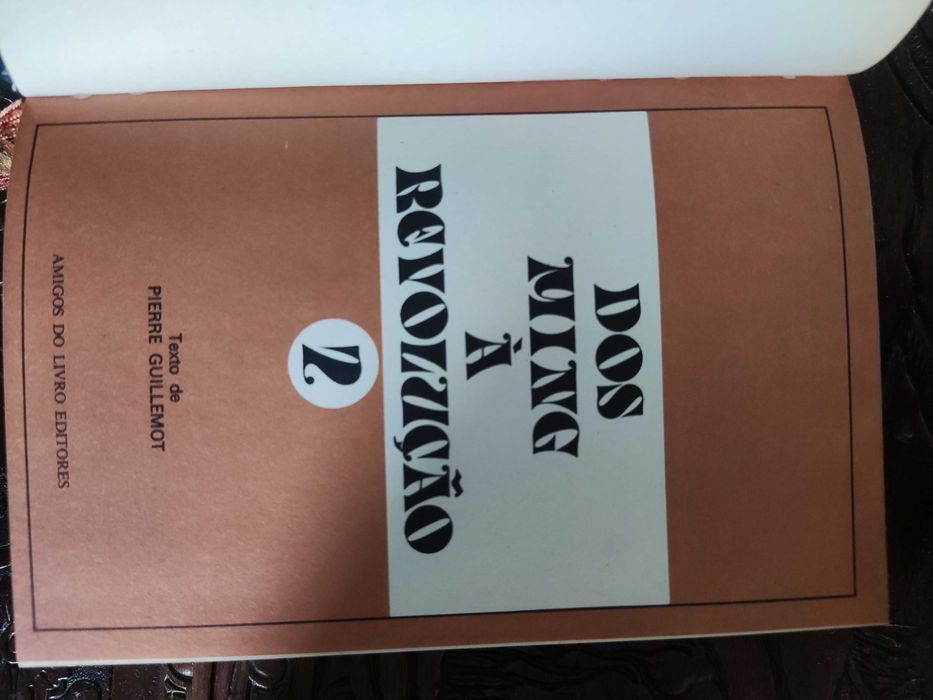 DOS
MING
À
REVOLUÇÃO
2
Texto de
PIERRE GUILLEMOT
AMIGOS DO LIVRO EDITORES